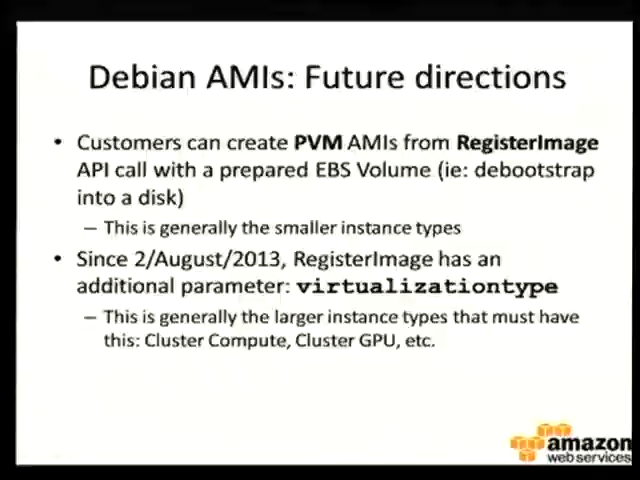 Debian AMIs: Future directions
• Customers can create PVM AMIs from RegisterImage
API call with a prepared EBS Volume (ie: debootstrap
into a disk)
– This is generally the smaller instance types
• Since 2/August/2013, RegisterImage has an
additional parameter: virtualizationtype
– This is generally the larger instance types that must have
this: Cluster Compute, Cluster GPU, etc.
amazon
web services